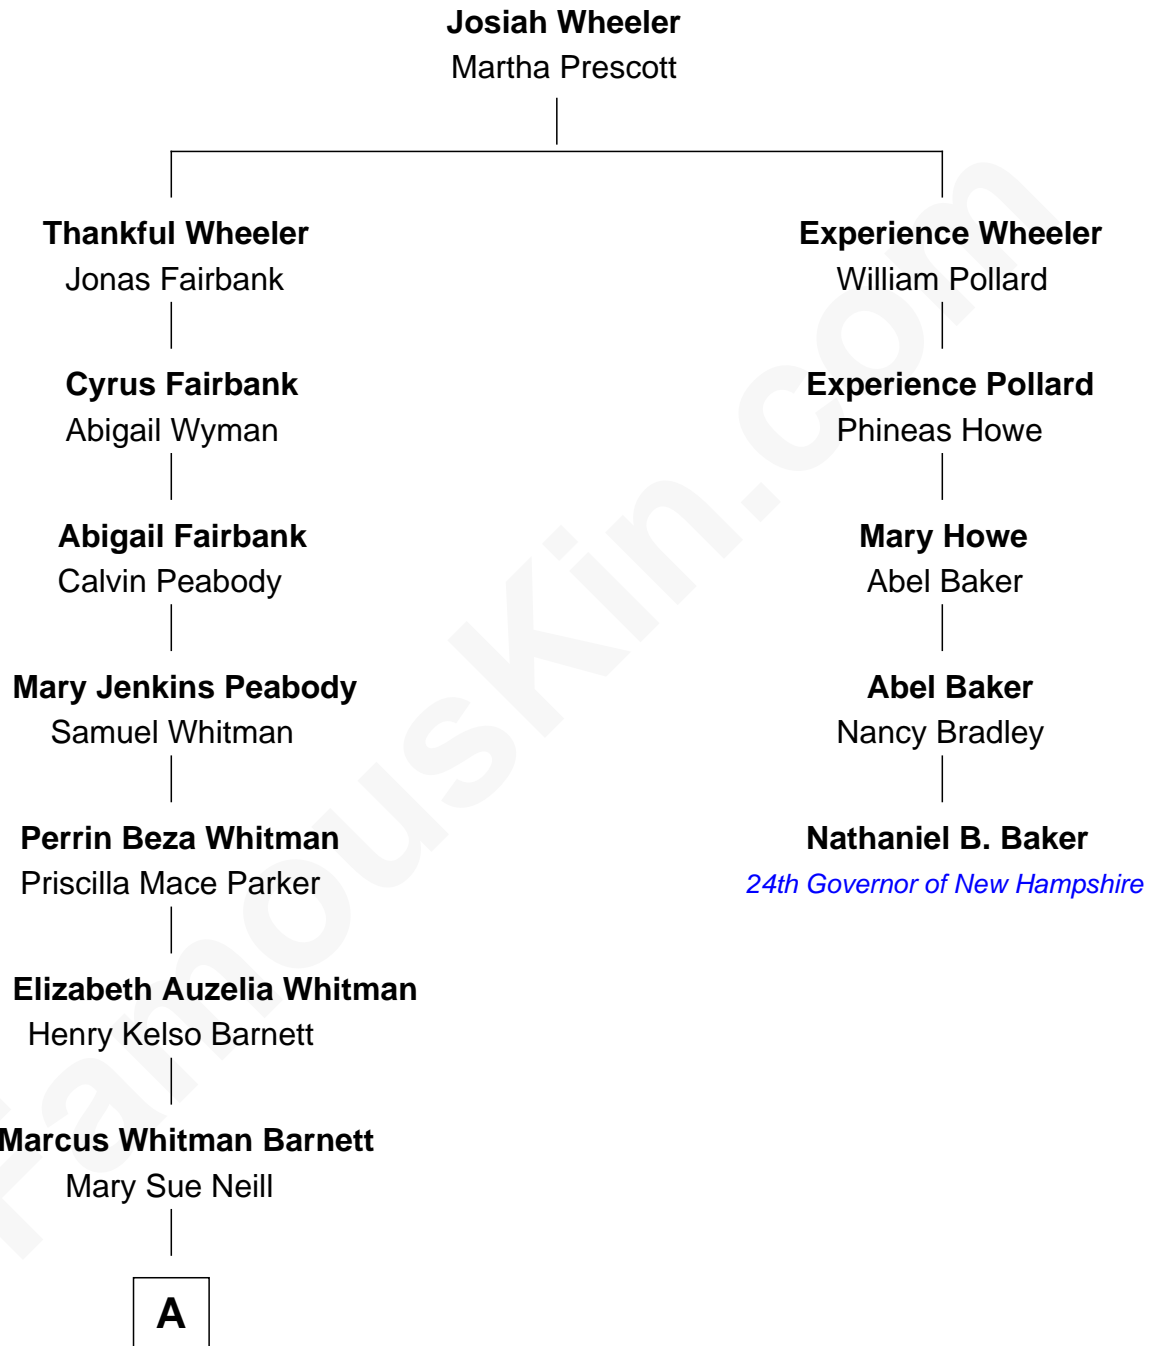 Josiah Wheeler
Martha Prescott
Thankful Wheeler
Jonas Fairbank
Experience Wheeler
William Pollard
Cyrus Fairbank
Abigail Wyman
Experience Pollard
Phineas Howe
Abigail Fairbank
Calvin Peabody
Mary Howe
Abel Baker
Mary Jenkins Peabody
Samuel Whitman
Abel Baker
Nancy Bradley
Perrin Beza Whitman
Priscilla Mace Parker
Nathaniel B. Baker
24th Governor of New Hampshire
Elizabeth Auzelia Whitman
Henry Kelso Barnett
Marcus Whitman Barnett
Mary Sue Neill
A
FamousKin.com